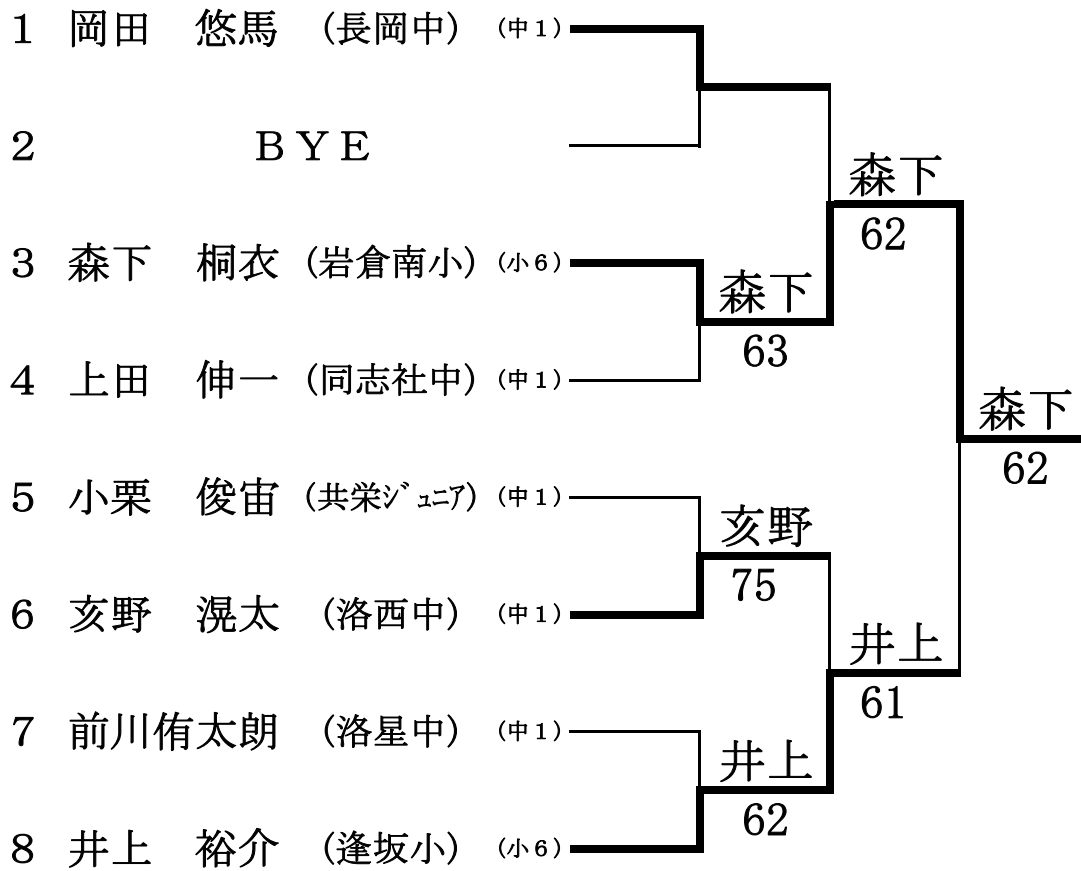 1 岡田 悠馬 (長岡中) (中1)
2 BYE
森下
62
3 森下 桐衣 (岩倉南小) (小6)
森下
63
4 上田 伸一 (同志社中) (中1)
森下
62
5 小栗 俊宙 (共栄ｼﾞｭﾆｱ) (中1)
亥野
75
6 亥野 滉太 (洛西中) (中1)
井上
61
7 前川侑太朗 (洛星中) (中1)
井上
62
8 井上 裕介 (逢坂小) (小6)